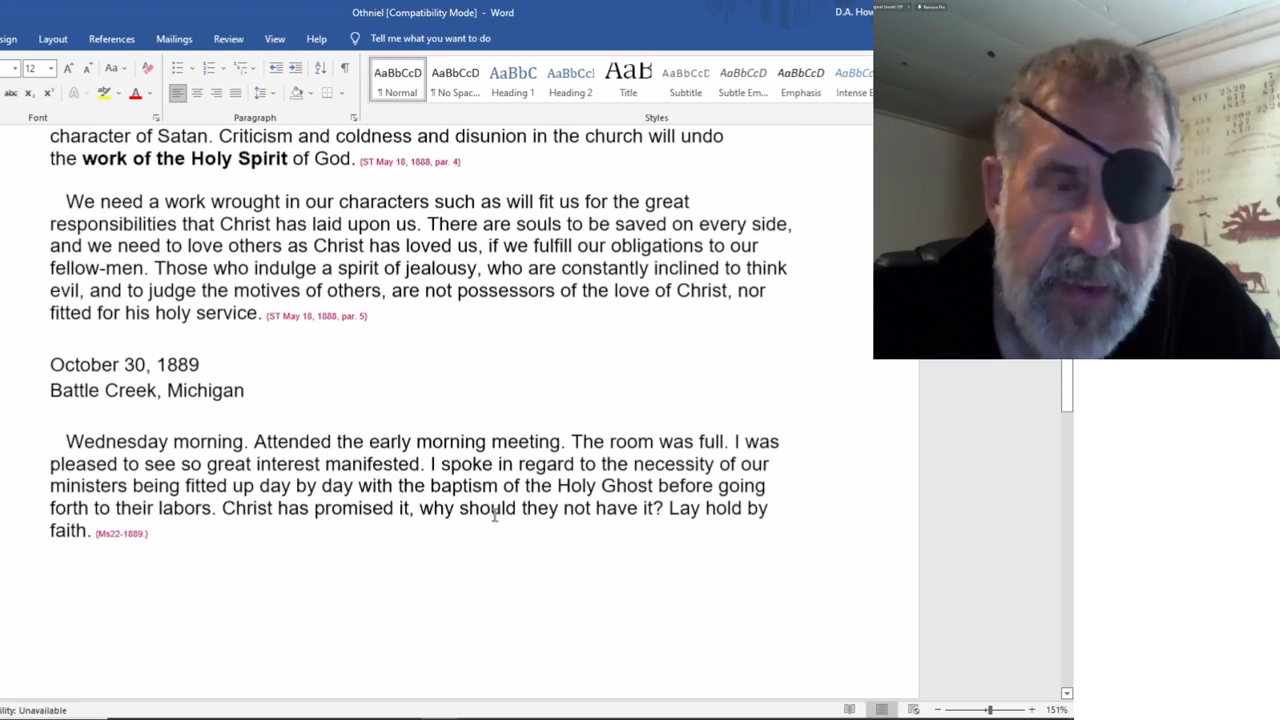 Othniel [Compatibility Mode] - Word
D.A. How
sign Layout References Mailings Review View Help Tell me what you want to do
12 Aa
abc x₂ x² A A
AaBbCcD AaBbCcD AaBbC AaBbCc AaB AaBbCcD AaBbCcD AaBbCcD AaBbCc
¶ Normal ¶ No Spac... Heading 1 Heading 2 Title Subtitle Subtle Em... Emphasis Intense E
Font Paragraph Styles
character of Satan. Criticism and coldness and disunion in the church will undo
the work of the Holy Spirit of God. {ST May 18, 1888, par. 4}
We need a work wrought in our characters such as will fit us for the great
responsibilities that Christ has laid upon us. There are souls to be saved on every side,
and we need to love others as Christ has loved us, if we fulfill our obligations to our
fellow-men. Those who indulge a spirit of jealousy, who are constantly inclined to think
evil, and to judge the motives of others, are not possessors of the love of Christ, nor
fitted for his holy service. {ST May 18, 1888, par. 5}
October 30, 1889
Battle Creek, Michigan
Wednesday morning. Attended the early morning meeting. The room was full. I was
pleased to see so great interest manifested. I spoke in regard to the necessity of our
ministers being fitted up day by day with the baptism of the Holy Ghost before going
forth to their labors. Christ has promised it, why should they not have it? Lay hold by
faith. {Ms22-1889.}
ility: Unavailable
151%